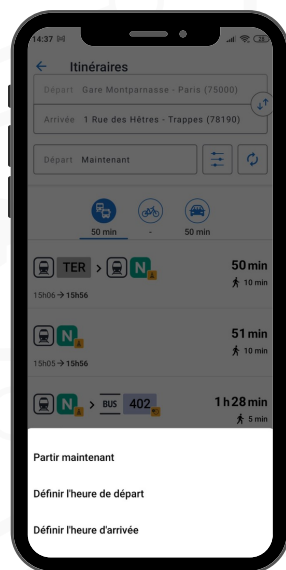 14:37
Itinéraires
Départ Gare Montparnasse - Paris (75000)
Arrivée 1 Rue des Hêtres - Trappes (78190)
Départ Maintenant
50 min - 50 min
TER > N 50 min
10 min
15h06 → 15h56
N 51 min
10 min
15h05 → 15h56
N > BUS 402 1 h 28 min
5 min
Partir maintenant
Définir l'heure de départ
Définir l'heure d'arrivée